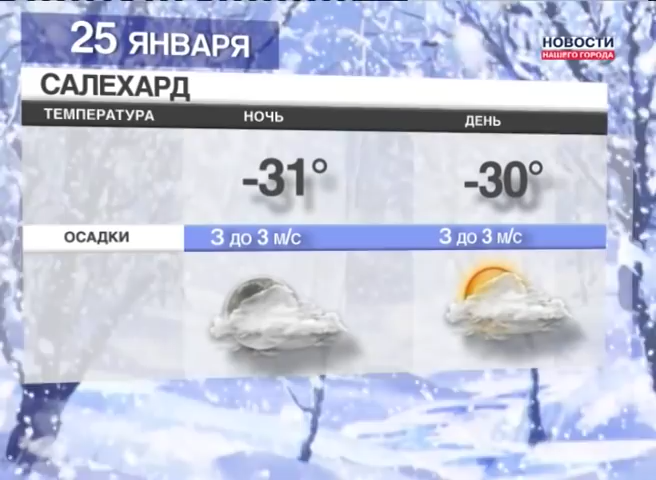 25 ЯНВАРЯ
НОВОСТИ
НАШЕГО ГОРОДА
САЛЕХАРД
ТЕМПЕРАТУРА НОЧЬ ДЕНЬ
-31° -30°
ОСАДКИ З ДО 3 М/С З ДО 3 М/С